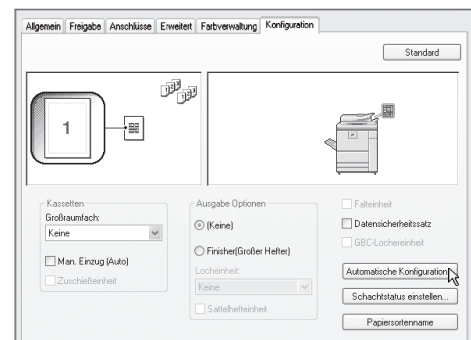 Allgemein Freigabe Anschlüsse Erweitert Farbverwaltung Konfiguration
Standard
1
Kassetten
Großraumfach:
Keine
Man. Einzug (Auto)
Zuschießeinheit
Ausgabe Optionen
(Keine)
Finisher(Großer Hefter)
Locheinheit:
Keine
Sattelhefteinheit
Falteinheit
Datensicherheitssatz
GBC-Lochereinheit
Automatische Konfiguration
Schachtstatus einstellen...
Papiersortenname